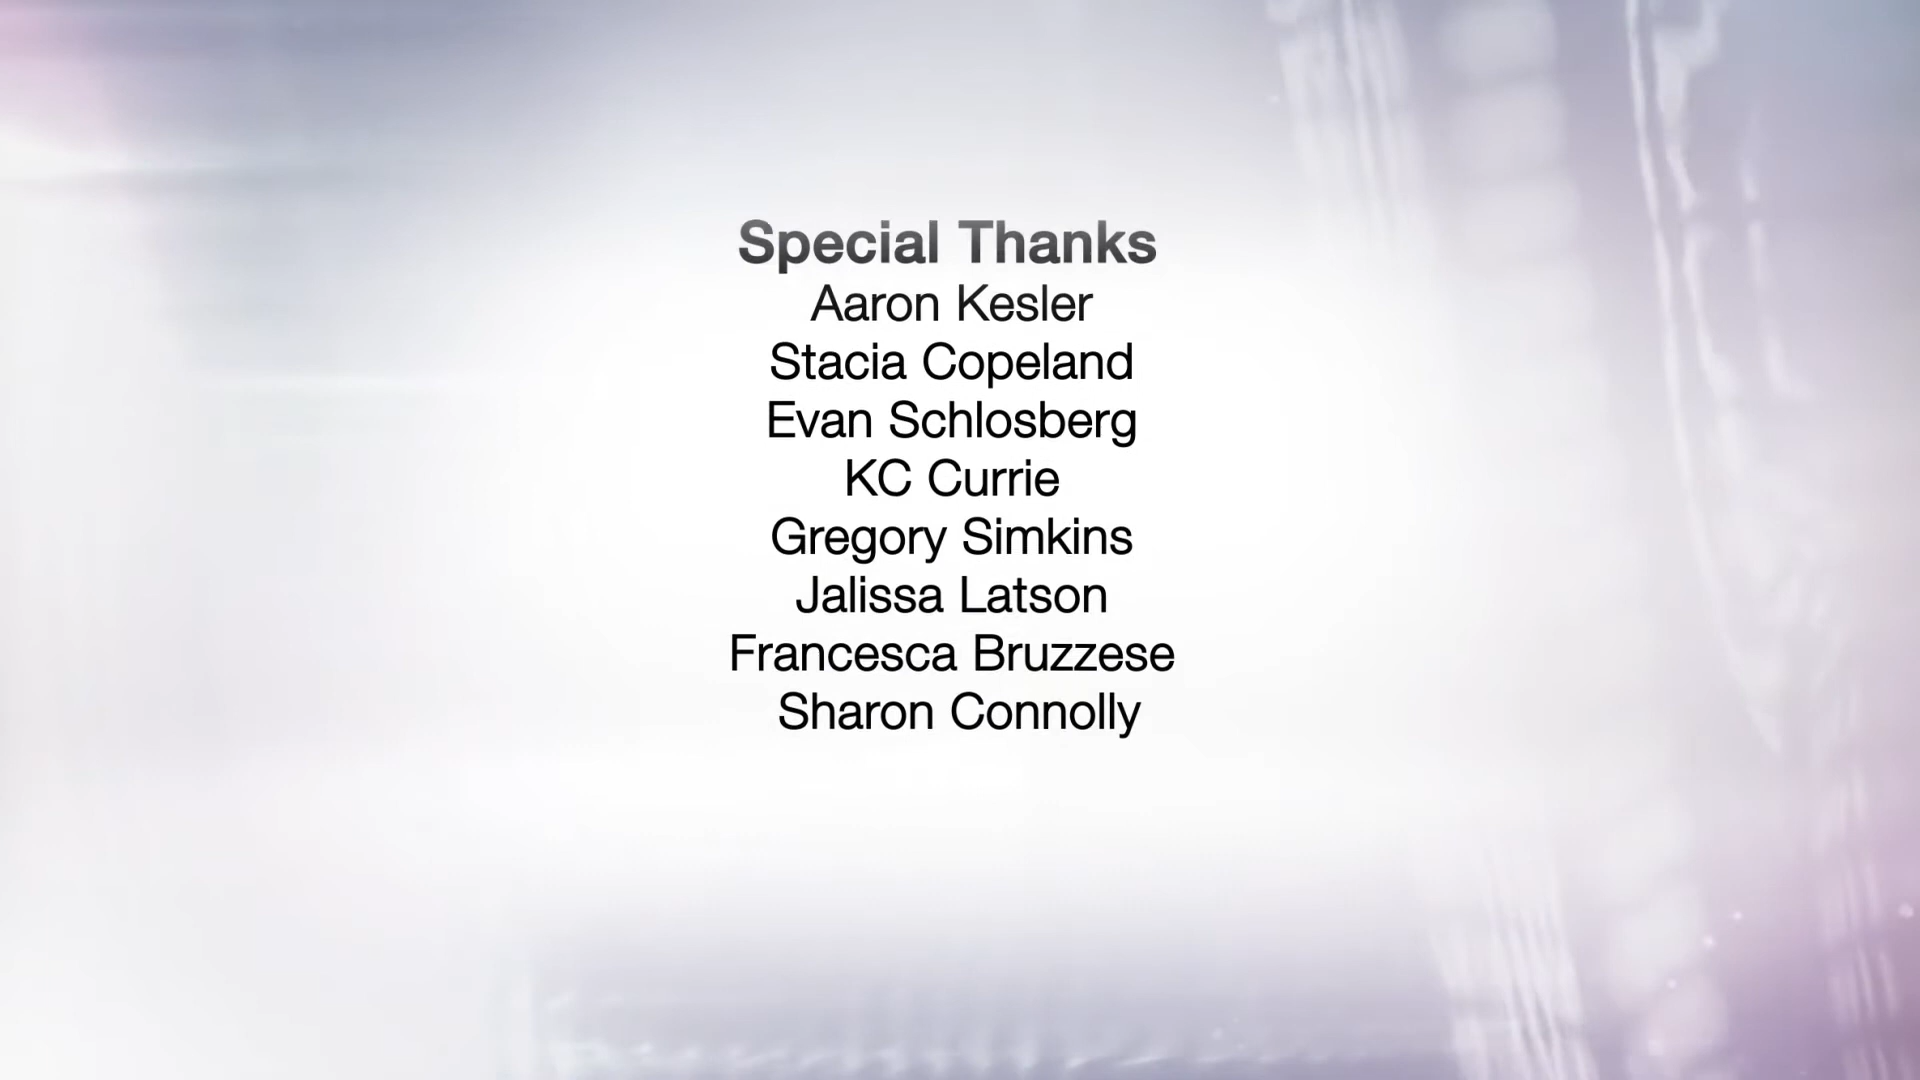 Special Thanks
Aaron Kesler
Stacia Copeland
Evan Schlosberg
KC Currie
Gregory Simkins
Jalissa Latson
Francesca Bruzzese
Sharon Connolly